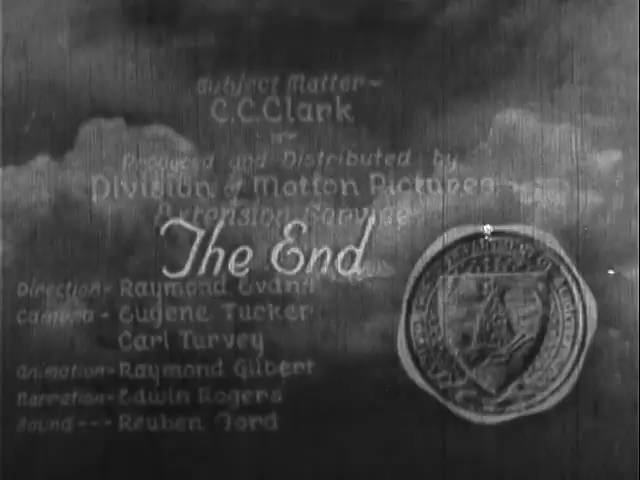 Subject Matter-
C.C.Clark
Produced and Distributed by
Division of Motion Pictures
Extension Service
The End
Direction- Raymond Evans
Camera - Eugene Tucker
Carl Turvey
Animation- Raymond Gilbert
Narration- Edwin Rogers
Sound --- Reuben Ford